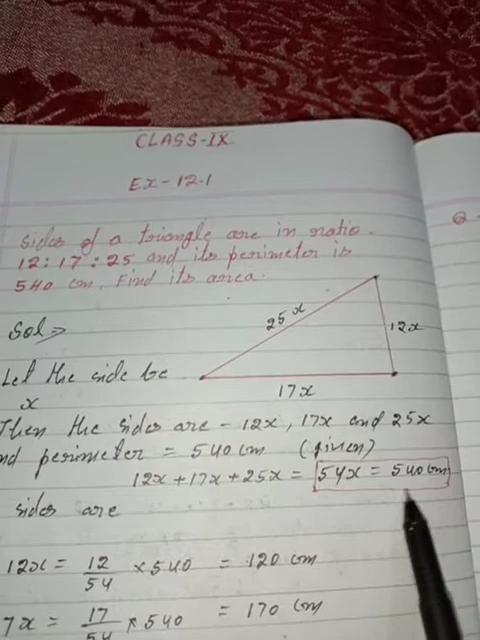 CLASS-IX
EX-12.1
Sides of a triangle are in ratio
12:17:25 and its perimeter is
540 cm. Find its area.
Q
Sol ⇒
25x
12x
17x
Let the side be
x
Then the sides are - 12x, 17x and 25x
nd perimeter = 540 cm (given)
12x + 17x + 25x = 54x = 540 cm
sides are
12x = 12/54 × 540 = 120 cm
7x = 17/54 × 540 = 170 cm